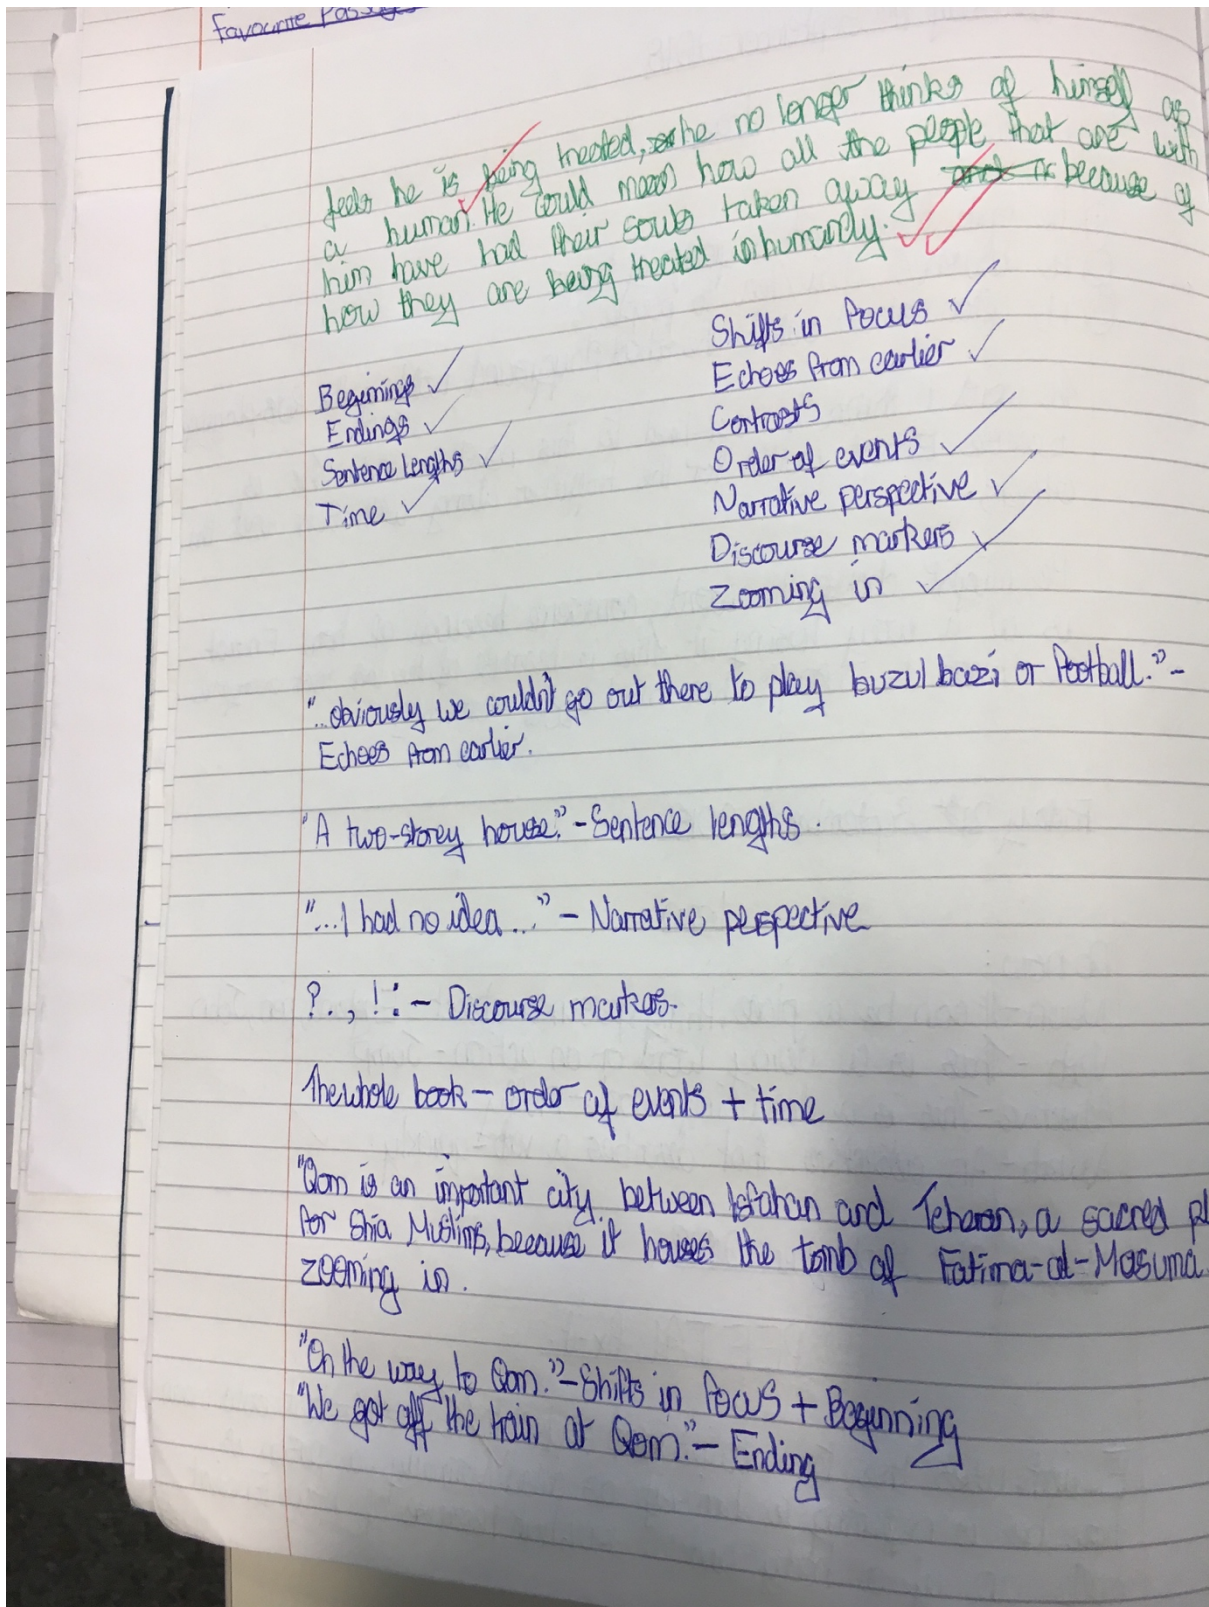 Favourite Passage
feels he is being treated, he no longer thinks of himself as
a human. He could mean how all the people that are with
him have had their souls taken away because of
how they are being treated inhumanly.
Beginings ✓
Endings ✓
Sentence Lengths ✓
Time ✓
Shifts in Focus ✓
Echoes from earlier ✓
Contrasts
Order of events ✓
Narrative perspective ✓
Discourse markers ✓
Zooming in ✓
"...obviously we couldn't go out there to play buzul bazi or football." -
Echoes from earlier.
"A two-storey house." - Sentence lengths.
"...I had no idea..." - Narrative perspective
? . , ! : - Discourse markers.
The whole book - order of events + time
"Qom is an important city between Isfahan and Teheran, a sacred pl
for Shia Muslims, because it houses the tomb of Fatima-al-Masuma
zooming in.
"On the way to Qom." - Shifts in focus + Beginning
"We got off the train at Qom." - Ending